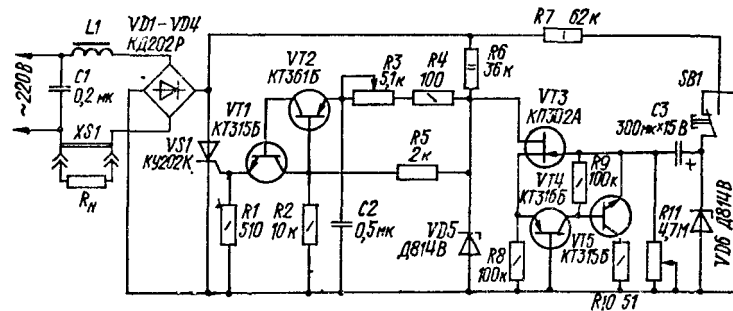 L1
VD1-VD4
КД202Р
~220В
C1
0,2 мк
XS1
Rн
VS1
КУ202К
VT1
КТ315Б
VT2
КТ361Б
R1
510
R2
10к
R3
5,1к
R4
100
R5
2к
C2
0,5мк
R6
36к
VD5
Д814В
R7 62к
VT3
КП302А
R8
100к
VT4
КТ316Б
R9
100к
VT5
КТ315Б
R10 51
C3
300мк×15В
+
R11
4,7М
SB1
VD6 Д814В